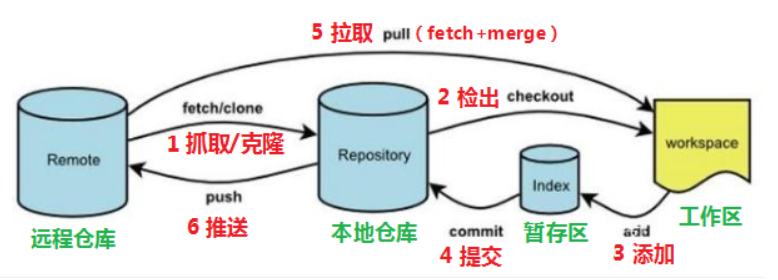 5 拉取 pull ( fetch+merge )
fetch/clone
1 抓取/克隆
2 检出 checkout
Remote
Repository
workspace
Index
push
6 推送
commit
4 提交
add
3 添加
远程仓库
本地仓库
暂存区
工作区